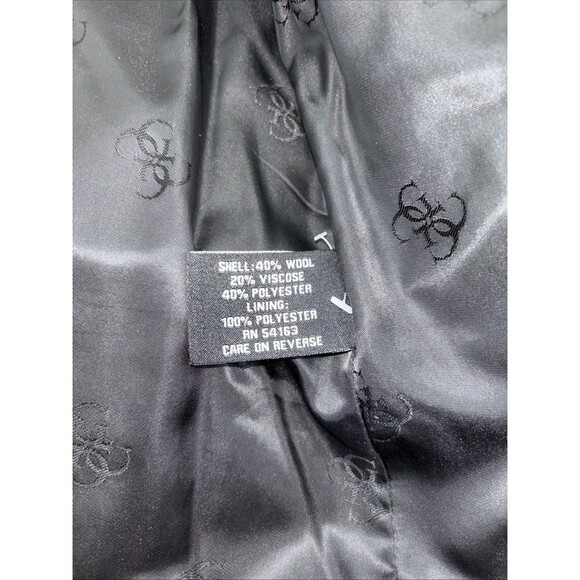 SHELL: 40% WOOL
20% VISCOSE
40% POLYESTER
LINING:
100% POLYESTER
RN 54163
CARE ON REVERSE